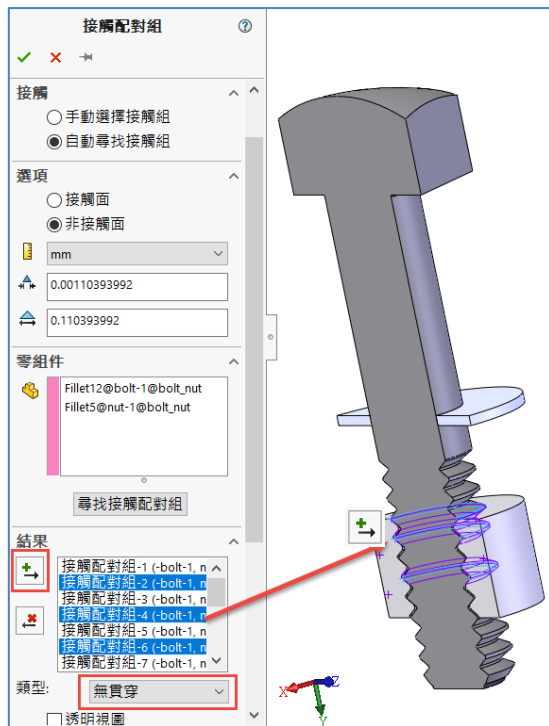 接觸配對組
接觸
手動選擇接觸組
自動尋找接觸組
選項
接觸面
非接觸面
mm
0.00110393992
0.110393992
零組件
Fillet12@bolt-1@bolt_nut
Fillet5@nut-1@bolt_nut
尋找接觸配對組
結果
接觸配對組-1 (-bolt-1, n
接觸配對組-2 (-bolt-1, n
接觸配對組-3 (-bolt-1, n
接觸配對組-4 (-bolt-1, n
接觸配對組-5 (-bolt-1, n
接觸配對組-6 (-bolt-1, n
接觸配對組-7 (-bolt-1, n
類型:
無貫穿
透明視圖
X
Z
Y